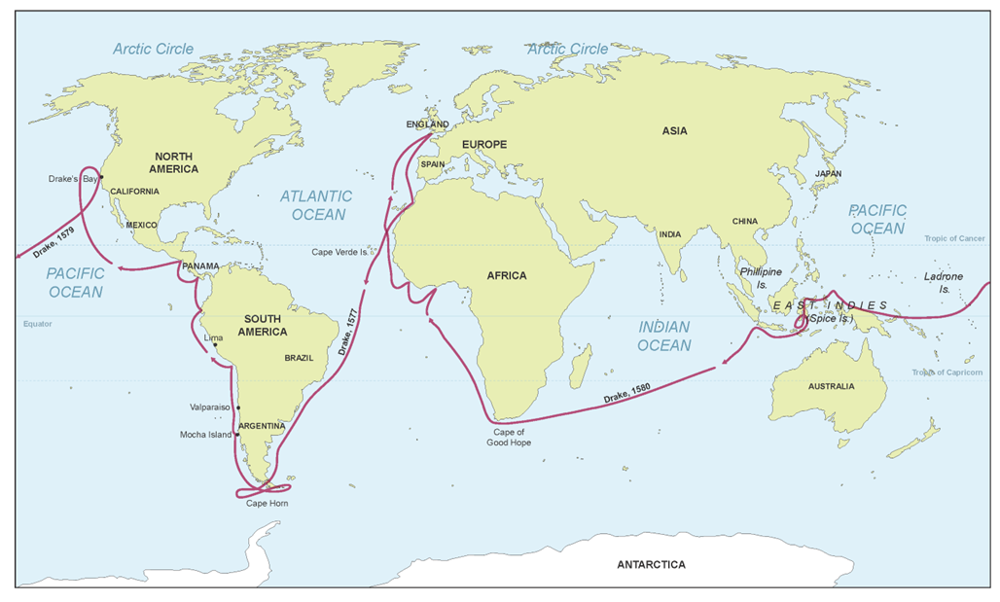 Arctic Circle
Arctic Circle
ENGLAND
EUROPE
ASIA
NORTH
AMERICA
SPAIN
Drake's Bay
CALIFORNIA
JAPAN
ATLANTIC
OCEAN
PACIFIC
OCEAN
MEXICO
CHINA
INDIA
Drake, 1579
Tropic of Cancer
Cape Verde Is.
PANAMA
PACIFIC
OCEAN
AFRICA
Phillipine
Is.
Ladrone
Is.
EAST INDIES
(Spice Is.)
Equator
SOUTH
AMERICA
Drake, 1577
INDIAN
OCEAN
Lima
BRAZIL
Tropic of Capricorn
AUSTRALIA
Drake, 1580
Valparaiso
ARGENTINA
Mocha Island
Cape of
Good Hope
Cape Horn
ANTARCTICA